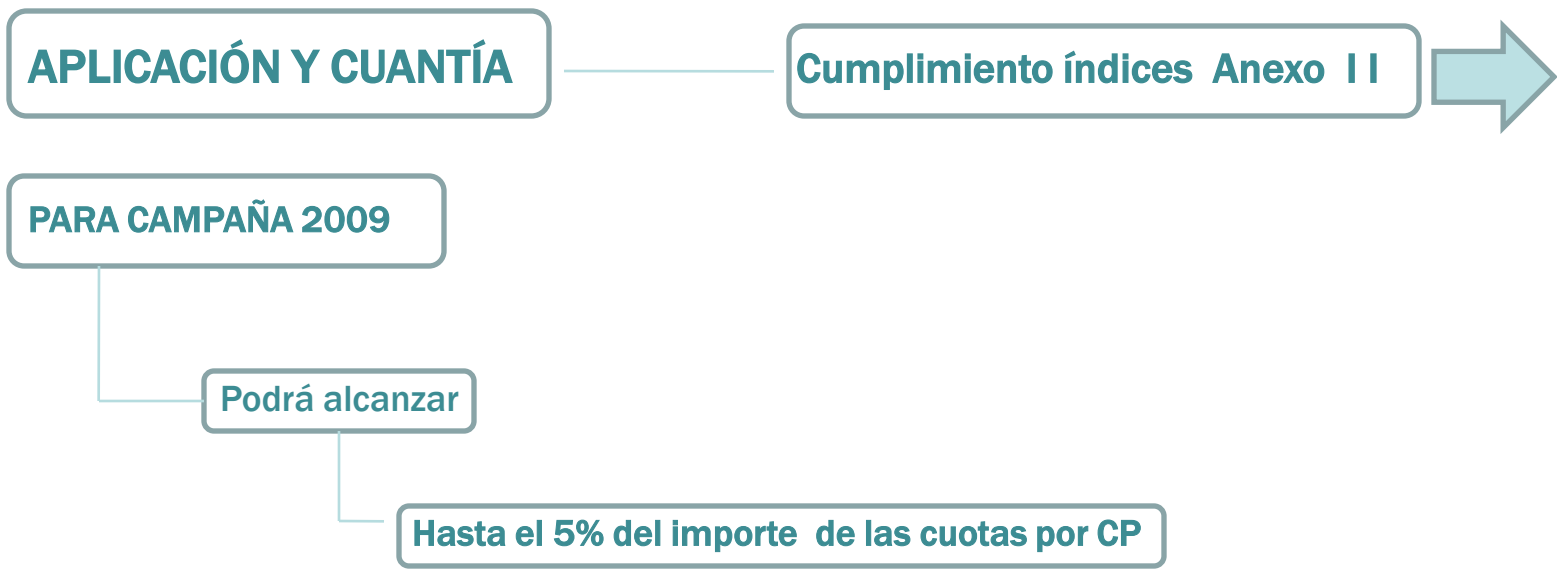 APLICACIÓN Y CUANTÍA
Cumplimiento índices Anexo I I
PARA CAMPAÑA 2009
Podrá alcanzar
Hasta el 5% del importe de las cuotas por CP